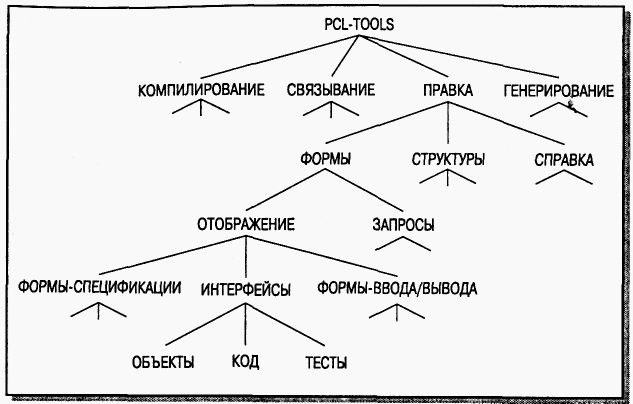 PCL-TOOLS
КОМПИЛИРОВАНИЕ СВЯЗЫВАНИЕ ПРАВКА ГЕНЕРИРОВАНИЕ
ФОРМЫ СТРУКТУРЫ СПРАВКА
ОТОБРАЖЕНИЕ ЗАПРОСЫ
ФОРМЫ-СПЕЦИФИКАЦИИ ИНТЕРФЕЙСЫ ФОРМЫ-ВВОДА/ВЫВОДА
ОБЪЕКТЫ КОД ТЕСТЫ